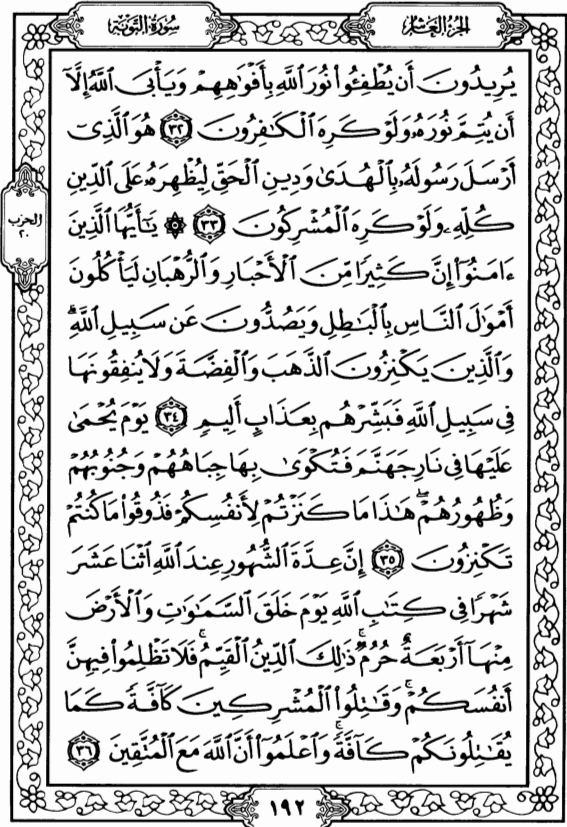 الجزء العاشر
سورة التوبة
يُرِيدُونَ أَن يُطْفِـُٔوا۟ نُورَ ٱللَّهِ بِأَفْوَٰهِهِمْ وَيَأْبَى ٱللَّهُ إِلَّآ
أَن يُتِمَّ نُورَهُۥ وَلَوْ كَرِهَ ٱلْكَٰفِرُونَ ٣٢ هُوَ ٱلَّذِىٓ
أَرْسَلَ رَسُولَهُۥ بِٱلْهُدَىٰ وَدِينِ ٱلْحَقِّ لِيُظْهِرَهُۥ عَلَى ٱلدِّينِ
كُلِّهِۦ وَلَوْ كَرِهَ ٱلْمُشْرِكُونَ ٣٣ ۞ يَٰٓأَيُّهَا ٱلَّذِينَ
ءَامَنُوٓا۟ إِنَّ كَثِيرًا مِّنَ ٱلْأَحْبَارِ وَٱلرُّهْبَانِ لَيَأْكُلُونَ
أَمْوَٰلَ ٱلنَّاسِ بِٱلْبَٰطِلِ وَيَصُدُّونَ عَن سَبِيلِ ٱللَّهِ ۗ
وَٱلَّذِينَ يَكْنِزُونَ ٱلذَّهَبَ وَٱلْفِضَّةَ وَلَا يُنفِقُونَهَا
فِى سَبِيلِ ٱللَّهِ فَبَشِّرْهُم بِعَذَابٍ أَلِيمٍ ٣٤ يَوْمَ يُحْمَىٰ
عَلَيْهَا فِى نَارِ جَهَنَّمَ فَتُكْوَىٰ بِهَا جِبَاهُهُمْ وَجُنُوبُهُمْ
وَظُهُورُهُمْ ۖ هَٰذَا مَا كَنَزْتُمْ لِأَنفُسِكُمْ فَذُوقُوا۟ مَا كُنتُمْ
تَكْنِزُونَ ٣٥ إِنَّ عِدَّةَ ٱلشُّهُورِ عِندَ ٱللَّهِ ٱثْنَا عَشَرَ
شَهْرًا فِى كِتَٰبِ ٱللَّهِ يَوْمَ خَلَقَ ٱلسَّمَٰوَٰتِ وَٱلْأَرْضَ
مِنْهَآ أَرْبَعَةٌ حُرُمٌ ۚ ذَٰلِكَ ٱلدِّينُ ٱلْقَيِّمُ ۚ فَلَا تَظْلِمُوا۟ فِيهِنَّ
أَنفُسَكُمْ ۚ وَقَٰتِلُوا۟ ٱلْمُشْرِكِينَ كَآفَّةً كَمَا
يُقَٰتِلُونَكُمْ كَآفَّةً ۚ وَٱعْلَمُوٓا۟ أَنَّ ٱللَّهَ مَعَ ٱلْمُتَّقِينَ ٣٦
الحزب
٢٠
١٩٢